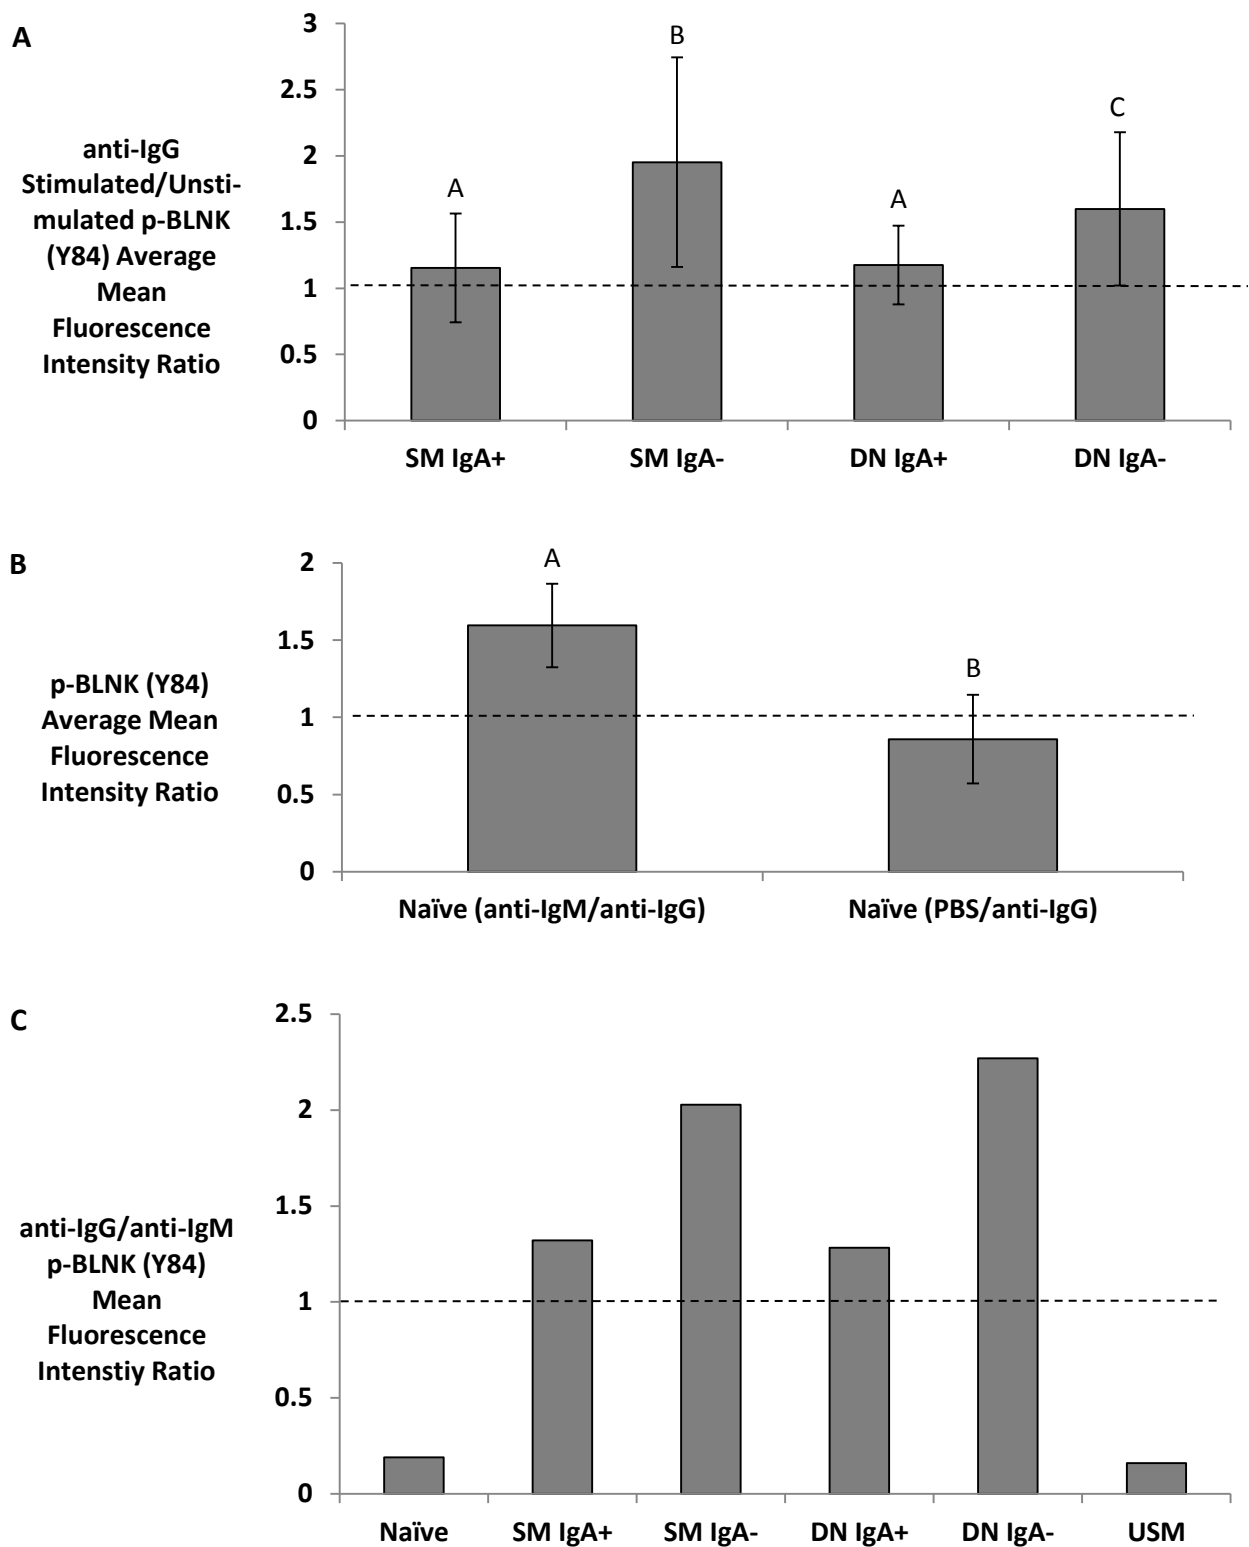 A
anti-IgG
Stimulated/Unsti-
mulated p-BLNK
(Y84) Average
Mean
Fluorescence
Intensity Ratio
3
2.5
2
1.5
1
0.5
0
A
B
A
C
SM IgA+
SM IgA-
DN IgA+
DN IgA-
B
p-BLNK (Y84)
Average Mean
Fluorescence
Intensity Ratio
2
1.5
1
0.5
0
A
B
Naïve (anti-IgM/anti-IgG)
Naïve (PBS/anti-IgG)
C
anti-IgG/anti-IgM
p-BLNK (Y84)
Mean
Fluorescence
Intenstiy Ratio
2.5
2
1.5
1
0.5
0
Naïve
SM IgA+
SM IgA-
DN IgA+
DN IgA-
USM